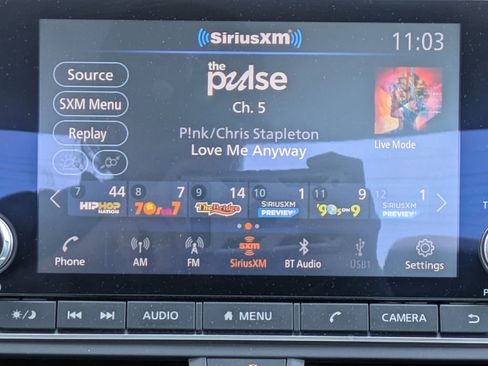 SiriusXM
11:03
Source
the pulse
SXM Menu
Ch. 5
Replay
P!nk/Chris Stapleton
Love Me Anyway
Live Mode
7 44 8 7 9 14 10 1 11 9 12 1
HIPHOP NATION 70s on 7 The Bridge SIRIUSXM PREVIEW '90s ON 9 SIRIUSXM PREVIEW
SXM
Phone AM FM SiriusXM BT Audio USB1 Settings
AUDIO MENU CAMERA